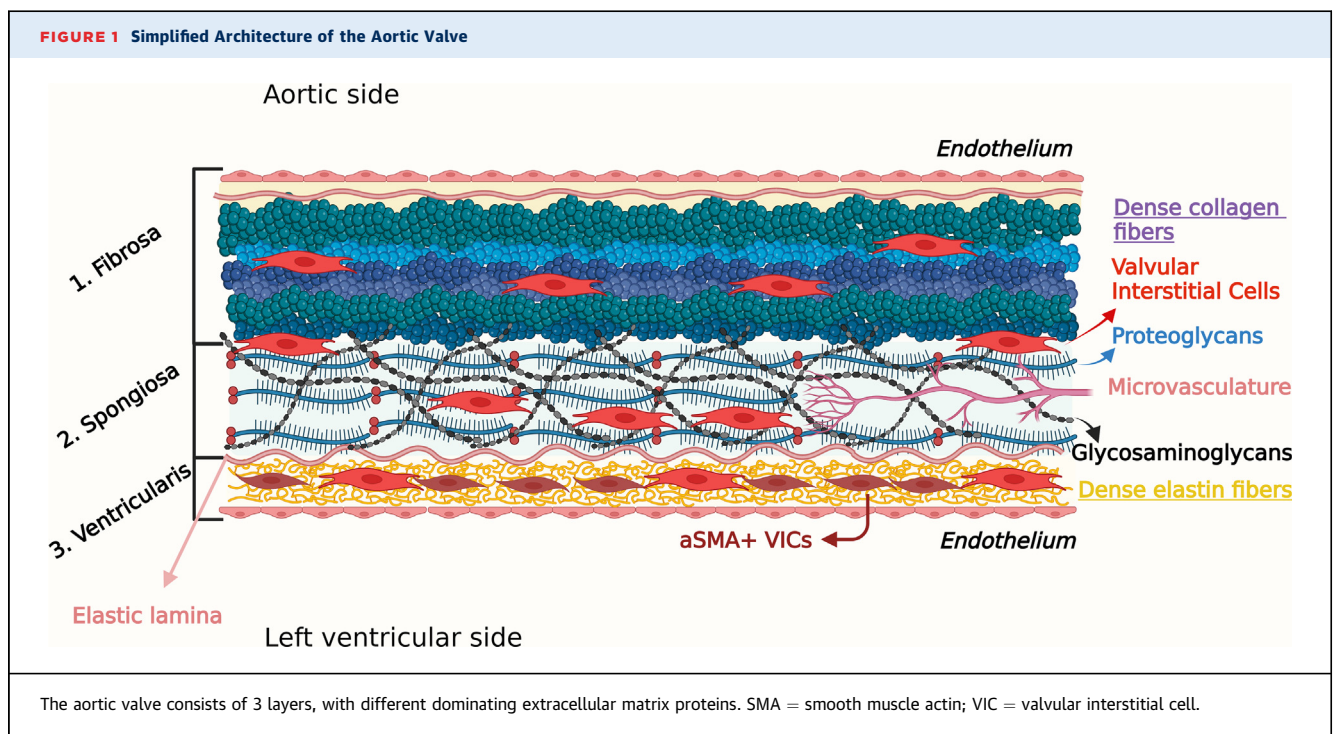 FIGURE 1 Simplified Architecture of the Aortic Valve
Aortic side
Endothelium
1. Fibrosa
Dense collagen
fibers
Valvular
Interstitial Cells
Proteoglycans
2. Spongiosa
Microvasculature
Glycosaminoglycans
3. Ventricularis
Dense elastin fibers
aSMA+ VICs
Endothelium
Elastic lamina
Left ventricular side
The aortic valve consists of 3 layers, with different dominating extracellular matrix proteins. SMA = smooth muscle actin; VIC = valvular interstitial cell.